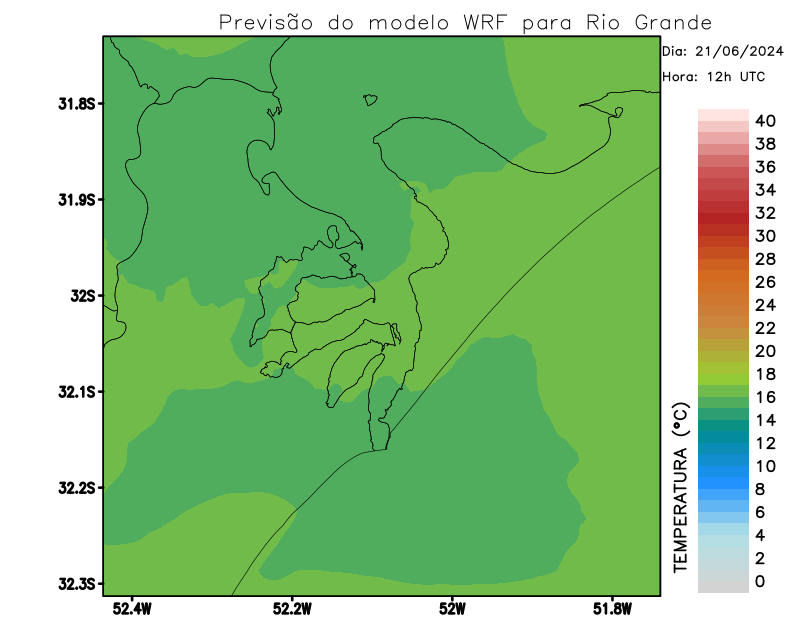 Previsão do modelo WRF para Rio Grande
Dia: 21/06/2024
Hora: 12h UTC
31.8S
31.9S
32S
32.1S
32.2S
32.3S
52.4W
52.2W
52W
51.8W
40
38
36
34
32
30
28
26
24
22
20
18
16
14
12
10
8
6
4
2
0
TEMPERATURA (°C)